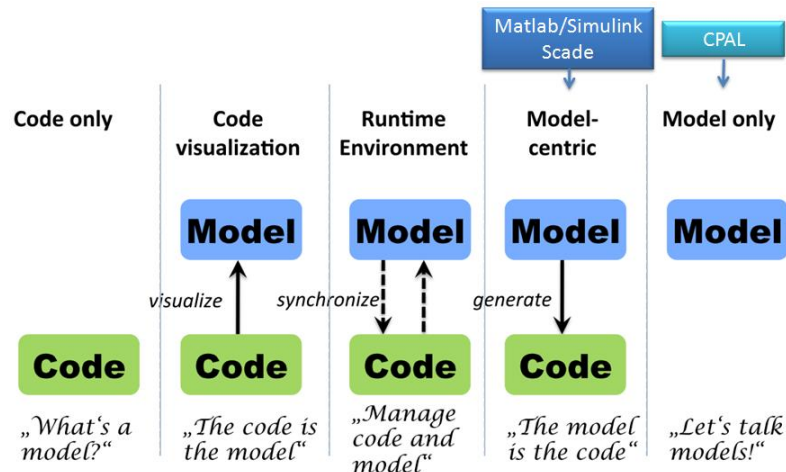 Matlab/Simulink
Scade
CPAL
Code only
Code
visualization
Runtime
Environment
Model-
centric
Model only
Model
Model
Model
Model
visualize
synchronize
generate
Code
Code
Code
Code
„What's a
model?“
„The code is
the model“
„Manage
code and
model“
„The model
is the code“
„Let's talk
models!“